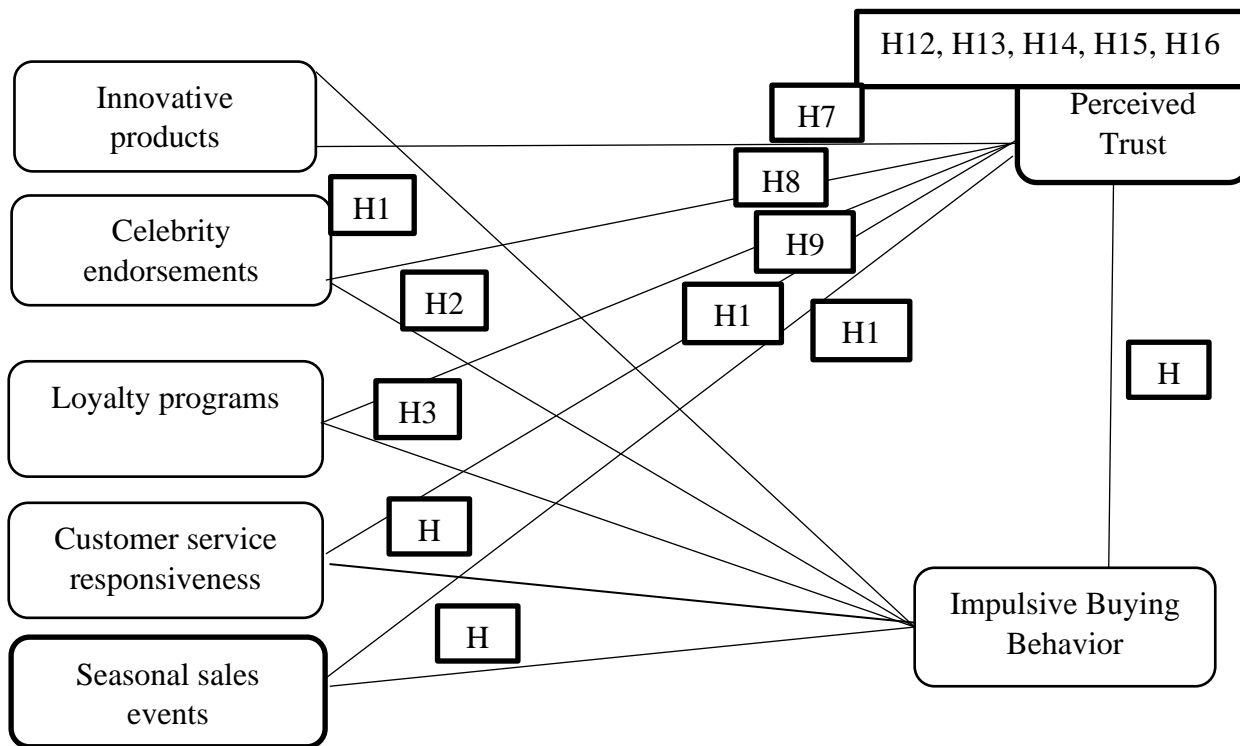 H12, H13, H14, H15, H16
Innovative
products
H7
Perceived
Trust
H8
H1
Celebrity
endorsements
H9
H2
H1
H1
H
Loyalty programs
H3
Customer service
responsiveness
H
Impulsive Buying
Behavior
H
Seasonal sales
events